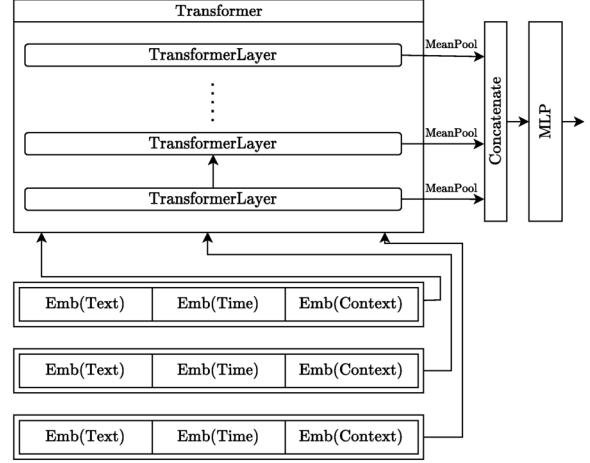 Transformer
TransformerLayer
MeanPool
TransformerLayer
MeanPool
TransformerLayer
MeanPool
Concatenate
MLP
Emb(Text) Emb(Time) Emb(Context)
Emb(Text) Emb(Time) Emb(Context)
Emb(Text) Emb(Time) Emb(Context)